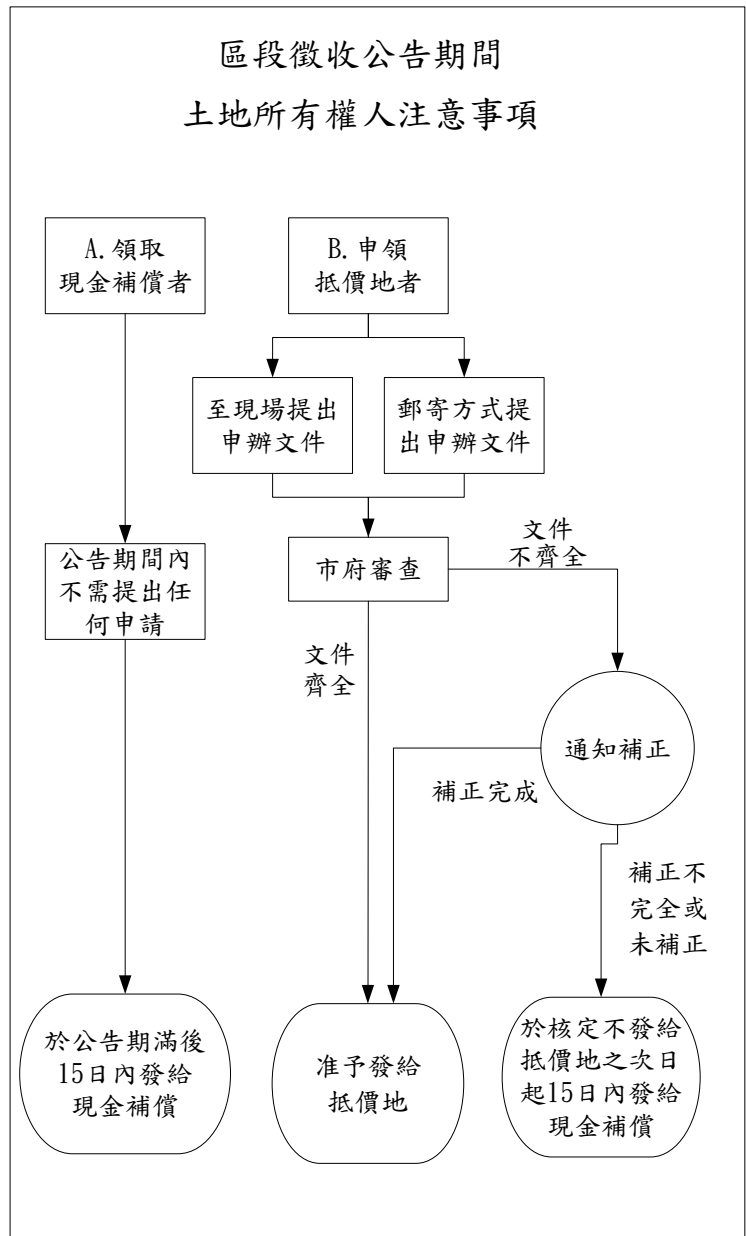 區段徵收公告期間
土地所有權人注意事項
A.領取
現金補償者
B.申領
抵價地者
至現場提出
申辦文件
郵寄方式提
出申辦文件
公告期間內
不需提出任
何申請
市府審查
文件
不齊全
文件
齊全
通知補正
補正完成
補正不
完全或
未補正
於公告期滿後
15日內發給
現金補償
准予發給
抵價地
於核定不發給
抵價地之次日
起15日內發給
現金補償